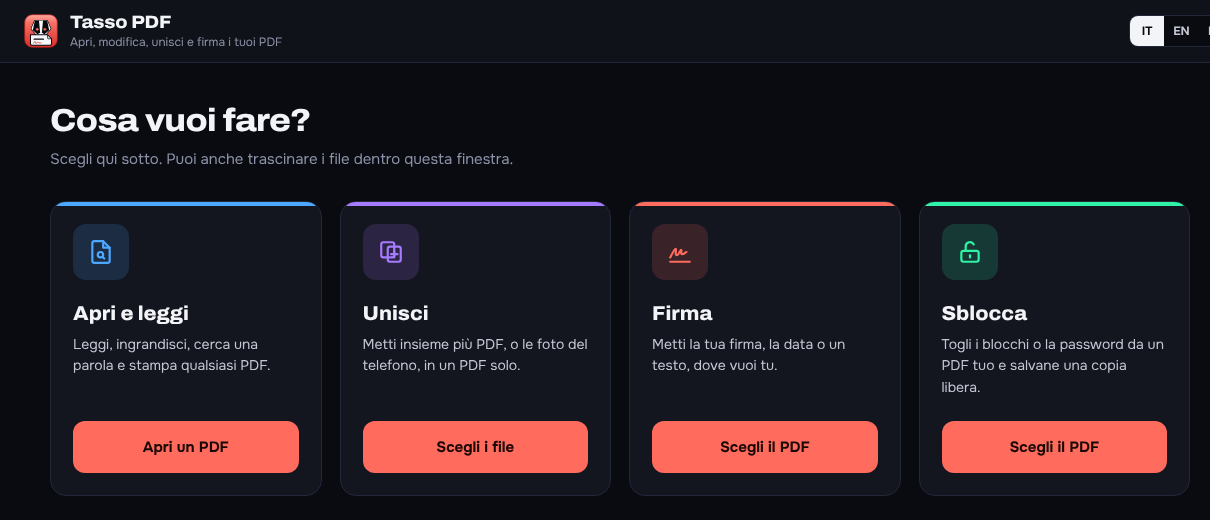 Tasso PDF
Apri, modifica, unisci e firma i tuoi PDF
IT EN
Cosa vuoi fare?
Scegli qui sotto. Puoi anche trascinare i file dentro questa finestra.
Apri e leggi
Leggi, ingrandisci, cerca una
parola e stampa qualsiasi PDF.
Apri un PDF
Unisci
Metti insieme più PDF, o le foto del
telefono, in un PDF solo.
Scegli i file
Firma
Metti la tua firma, la data o un
testo, dove vuoi tu.
Scegli il PDF
Sblocca
Togli i blocchi o la password da un
PDF tuo e salvane una copia
libera.
Scegli il PDF